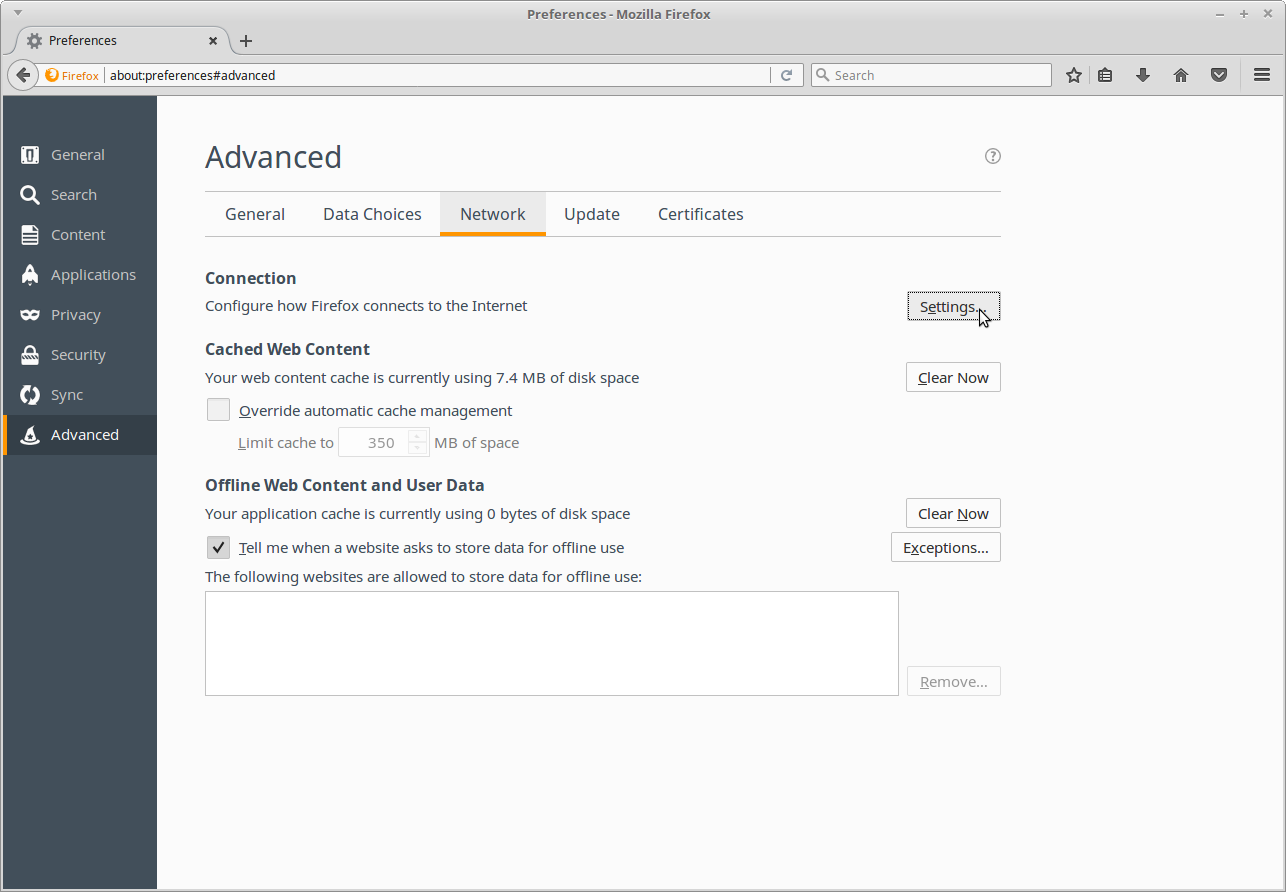 Preferences - Mozilla Firefox
Preferences
Firefox about:preferences#advanced Search
General
Search
Content
Applications
Privacy
Security
Sync
Advanced
Advanced
General Data Choices Network Update Certificates
Connection
Configure how Firefox connects to the Internet Settings...
Cached Web Content
Your web content cache is currently using 7.4 MB of disk space Clear Now
Override automatic cache management
Limit cache to 350 MB of space
Offline Web Content and User Data
Your application cache is currently using 0 bytes of disk space Clear Now
Tell me when a website asks to store data for offline use Exceptions...
The following websites are allowed to store data for offline use:
Remove...